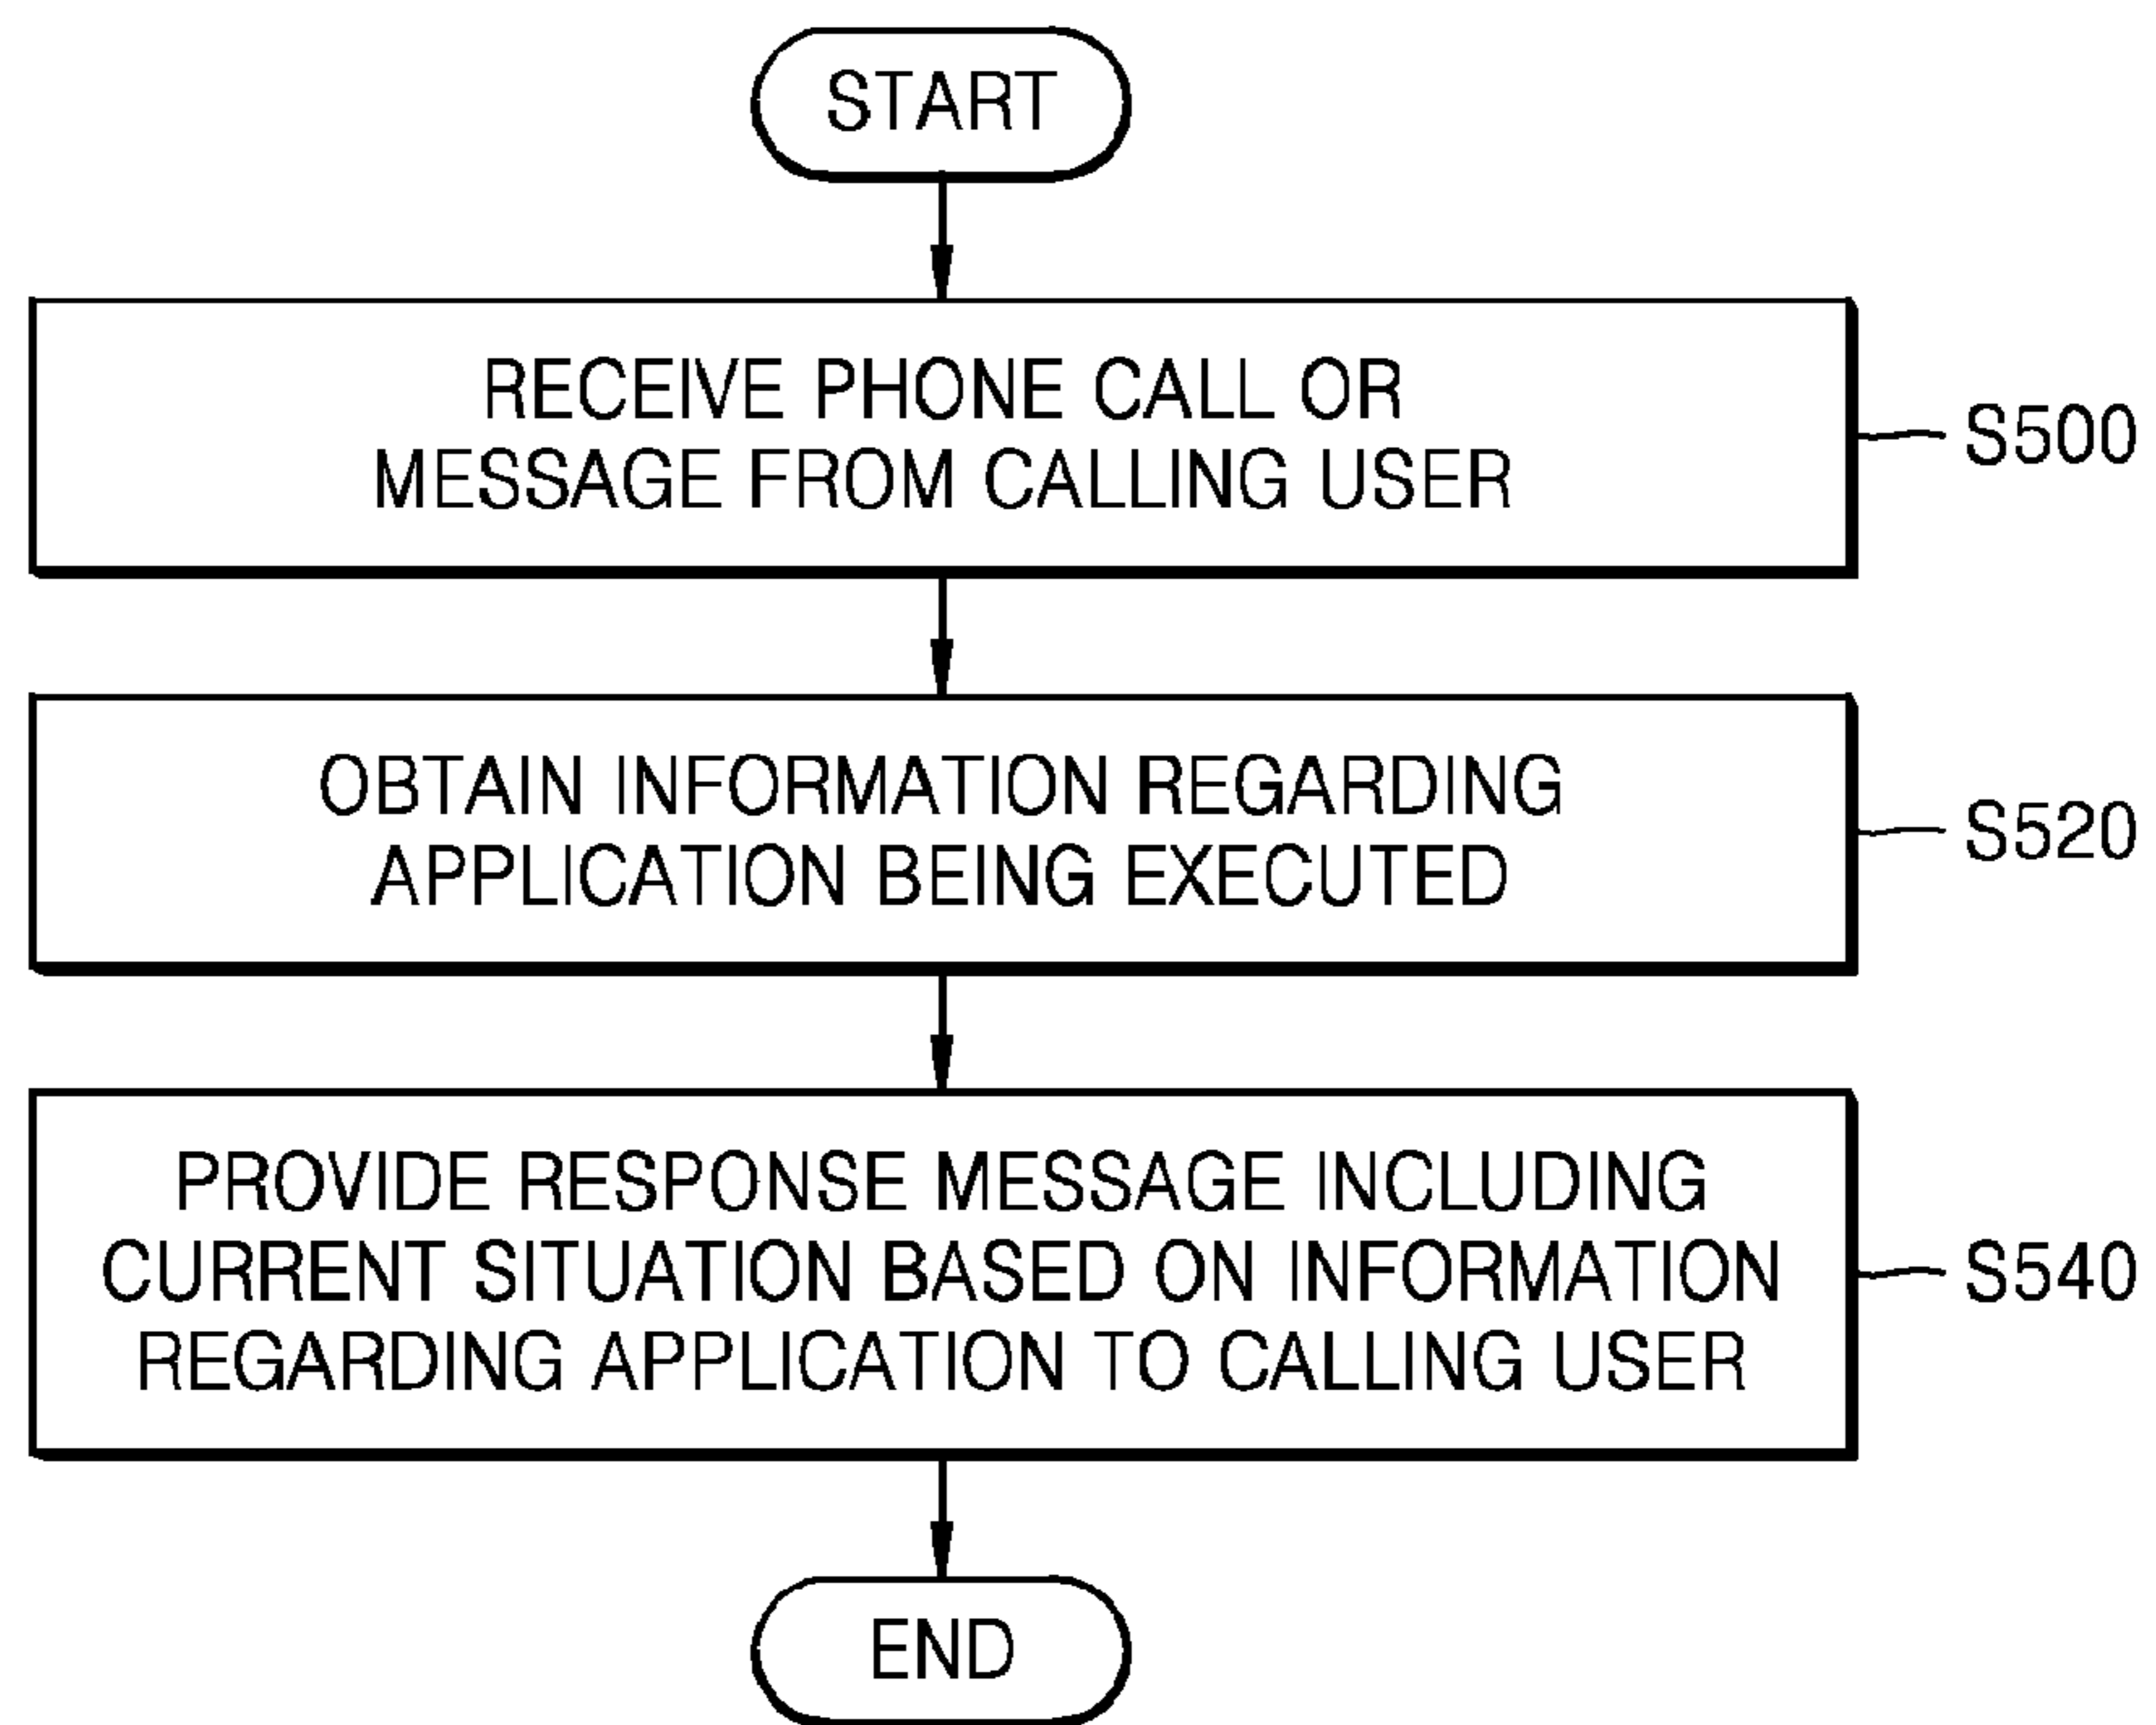 START
RECEIVE PHONE CALL OR
MESSAGE FROM CALLING USER
S500
OBTAIN INFORMATION REGARDING
APPLICATION BEING EXECUTED
S520
PROVIDE RESPONSE MESSAGE INCLUDING
CURRENT SITUATION BASED ON INFORMATION
REGARDING APPLICATION TO CALLING USER
S540
END